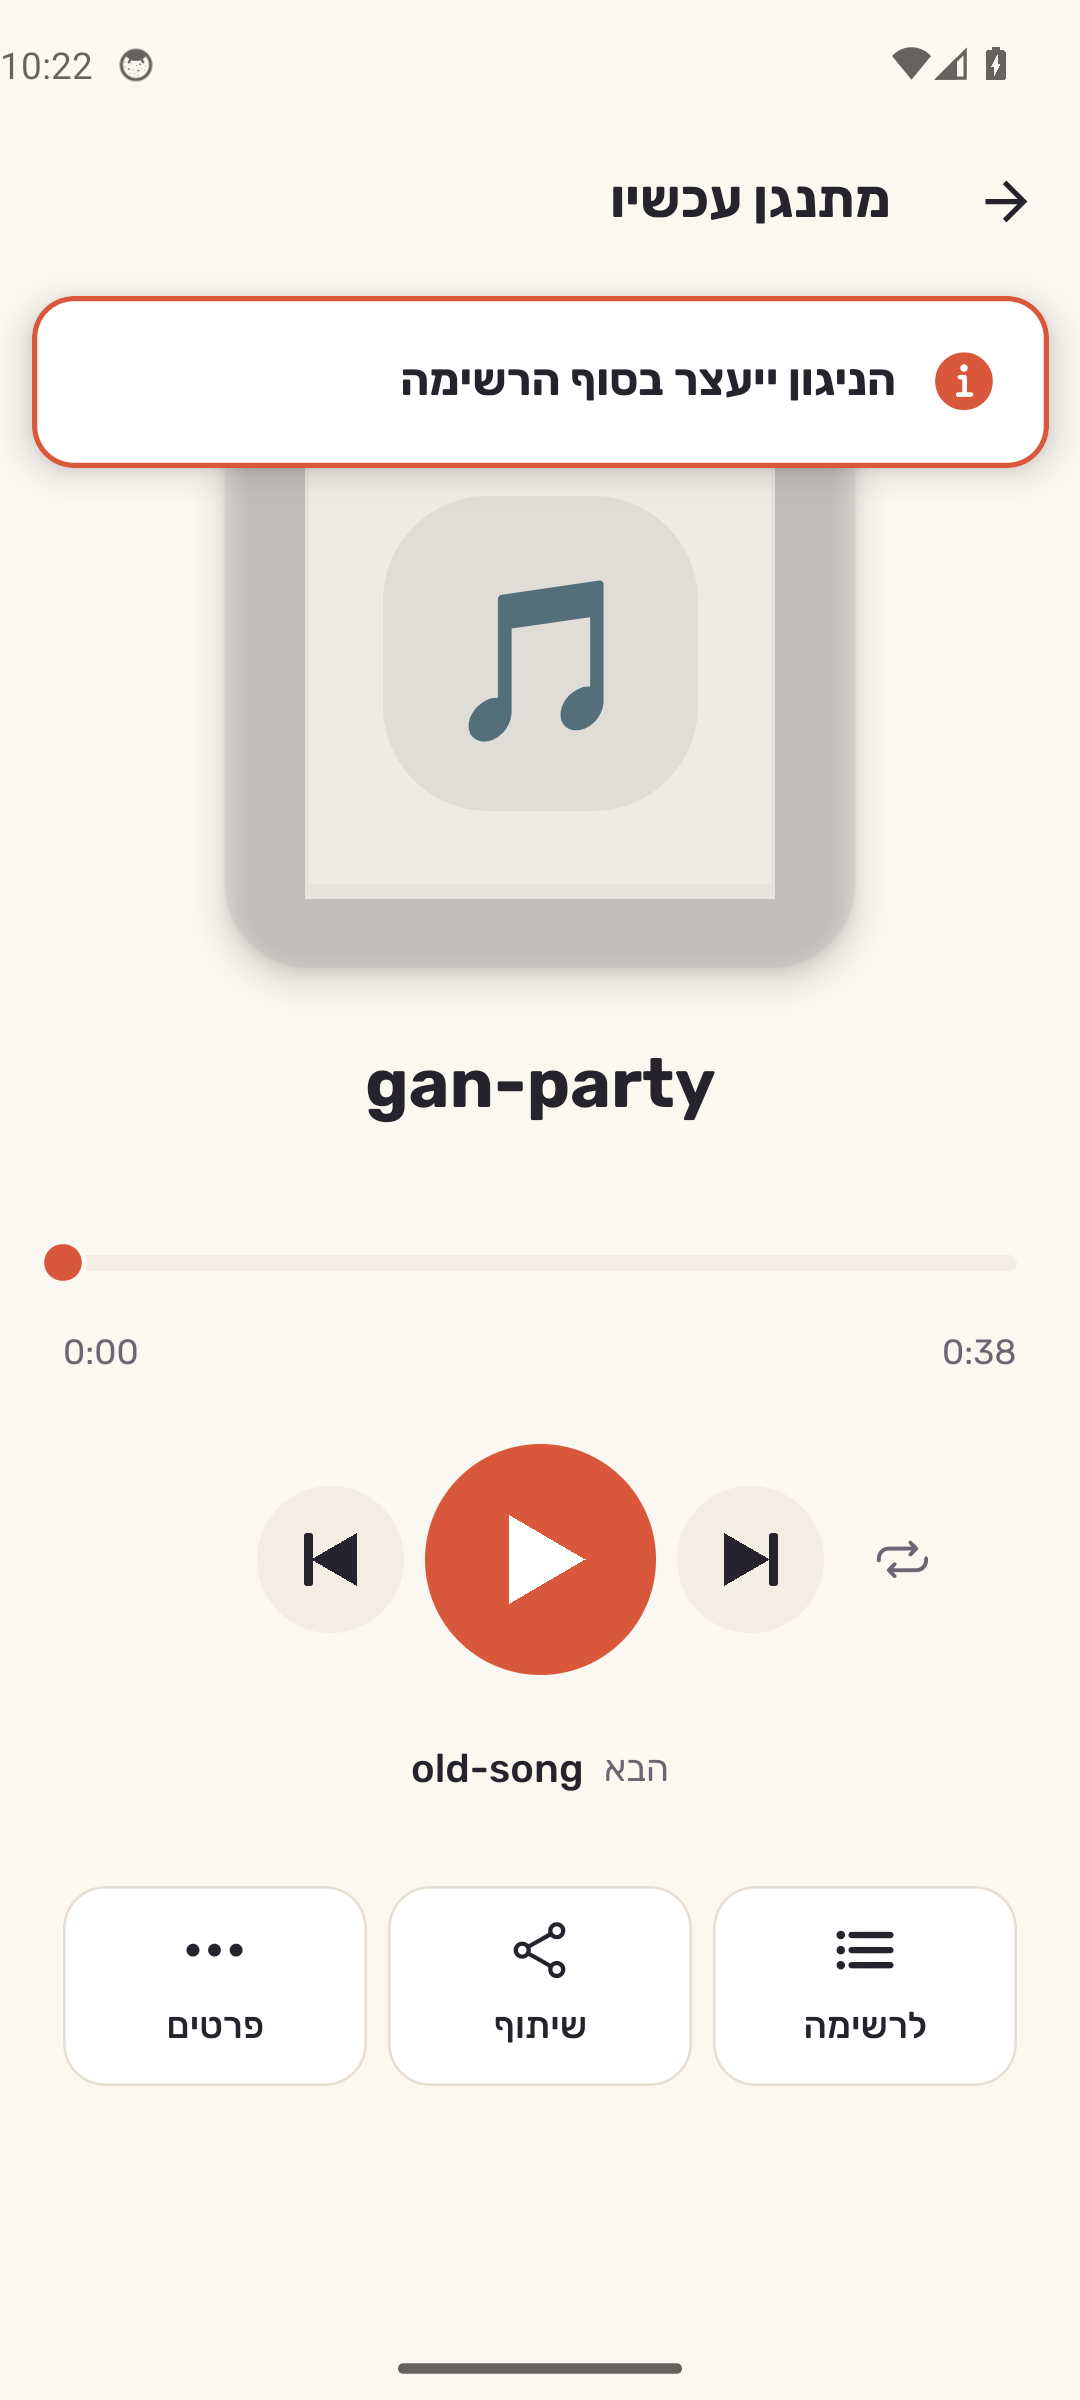 10:22
מתנגן עכשיו
הניגון ייעצר בסוף הרשימה
gan-party
0:00
0:38
הבא old-song
לרשימה
שיתוף
פרטים